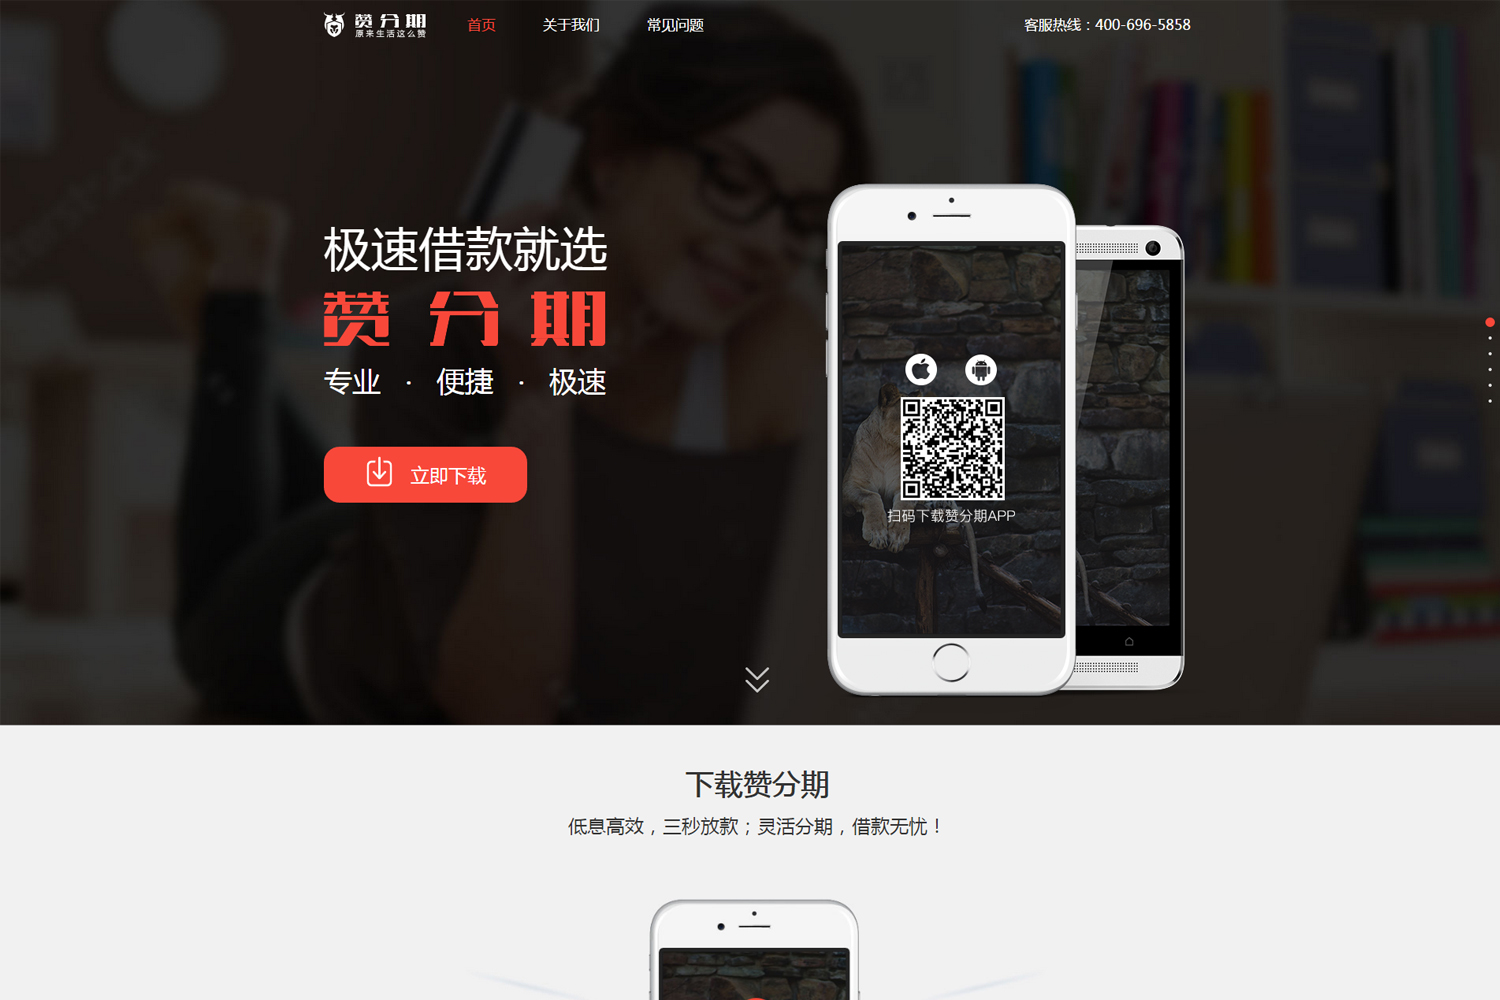 赞分期
原来生活这么赞
首页
关于我们
常见问题
客服热线：400-696-5858
极速借款就选
赞分期
专业 · 便捷 · 极速
立即下载
扫码下载赞分期APP
下载赞分期
低息高效，三秒放款；灵活分期，借款无忧！